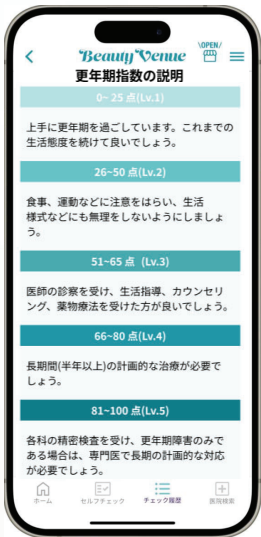 \OPEN/
Beauty Venue
更年期指数の説明
0~ 25 点(Lv.1)
上手に更年期を過ごしています。これまでの
生活態度を続けて良いでしょう。
26~50 点(Lv.2)
食事、運動などに注意をはらい、生活
様式などにも無理をしないようにしましょ
う。
51~65 点 (Lv.3)
医師の診察を受け、生活指導、カウンセリ
ング、薬物療法を受けた方が良いでしょう。
66~80 点(Lv.4)
長期間(半年以上)の計画的な治療が必要で
しょう。
81~100 点(Lv.5)
各科の精密検査を受け、更年期障害のみで
ある場合は、専門医で長期の計画的な対応
が必要でしょう。
ホーム
セルフチェック
チェック履歴
医院検索